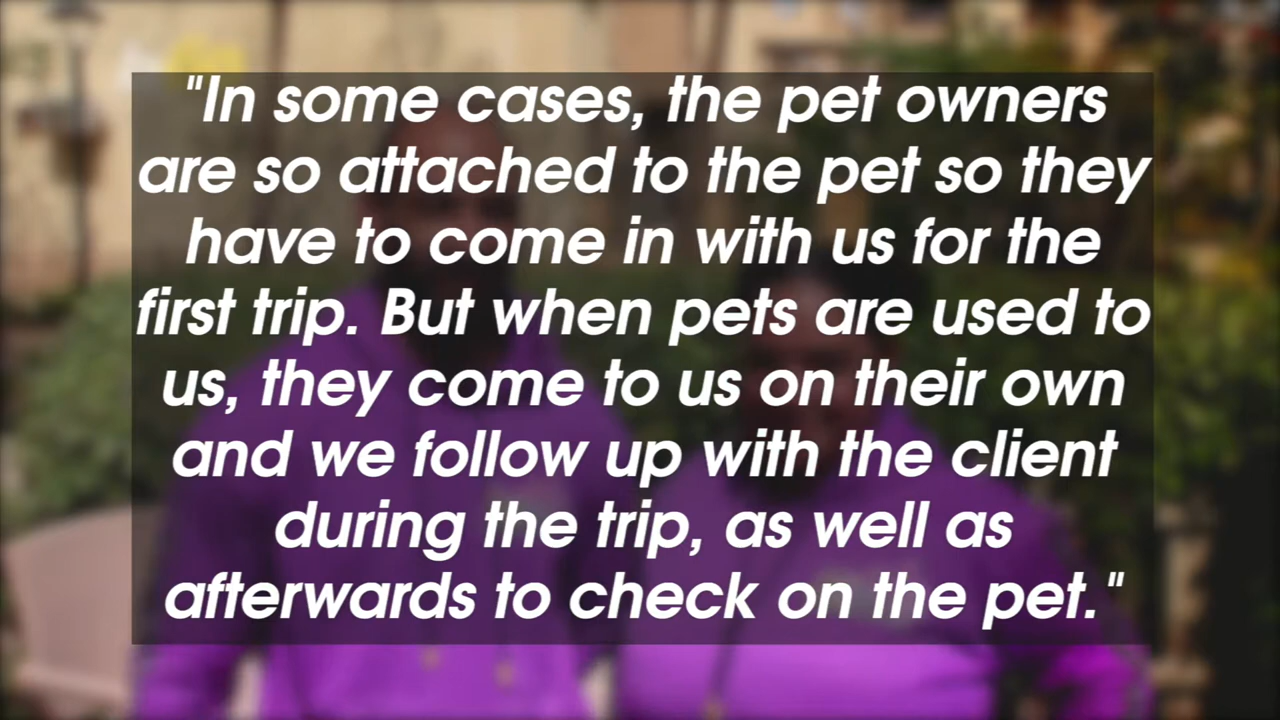 "In some cases, the pet owners
are so attached to the pet so they
have to come in with us for the
first trip. But when pets are used to
us, they come to us on their own
and we follow up with the client
during the trip, as well as
afterwards to check on the pet."